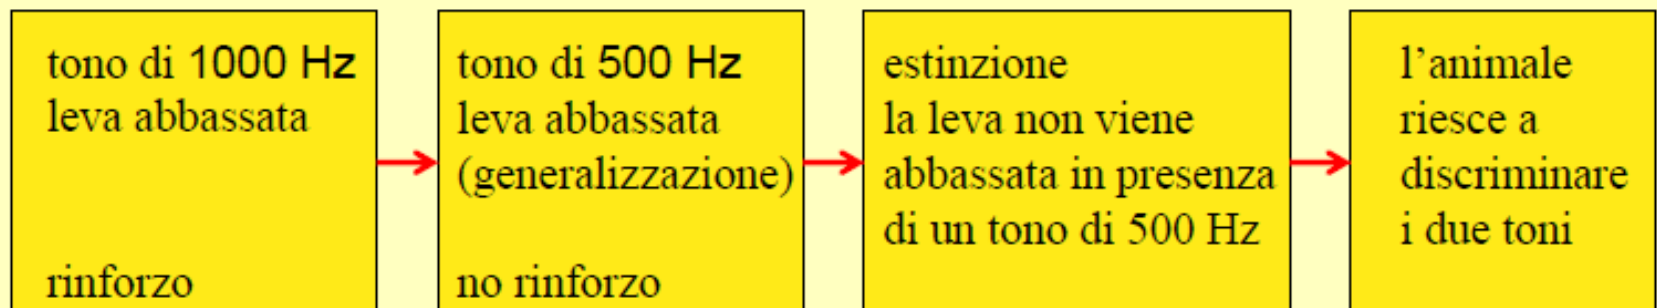 tono di 1000 Hz
leva abbassata
rinforzo
tono di 500 Hz
leva abbassata
(generalizzazione)
no rinforzo
estinzione
la leva non viene
abbassata in presenza
di un tono di 500 Hz
l'animale
riesce a
discriminare
i due toni